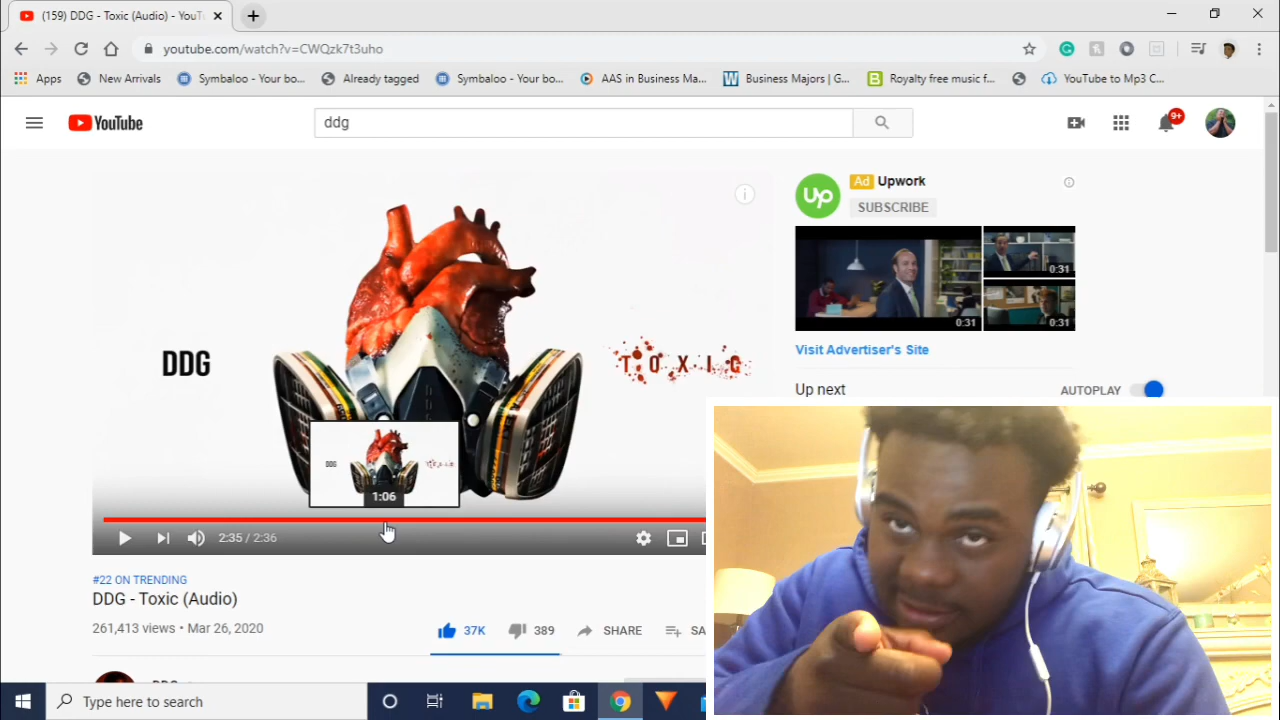 (159) DDG - Toxic (Audio) - YouT
youtube.com/watch?v=CWQzk7t3uho
Apps New Arrivals Symbaloo - Your bo... Already tagged Symbaloo - Your bo... AAS in Business Ma... Business Majors | G... Royalty free music f... YouTube to Mp3 C...
YouTube
ddg
9+
DDG
TOXIC
DDG
1:06
2:35 / 2:36
#22 ON TRENDING
DDG - Toxic (Audio)
261,413 views • Mar 26, 2020
37K 389 SHARE SA
up
Ad Upwork
SUBSCRIBE
0:31
0:31
0:31
Visit Advertiser's Site
Up next
AUTOPLAY
Type here to search